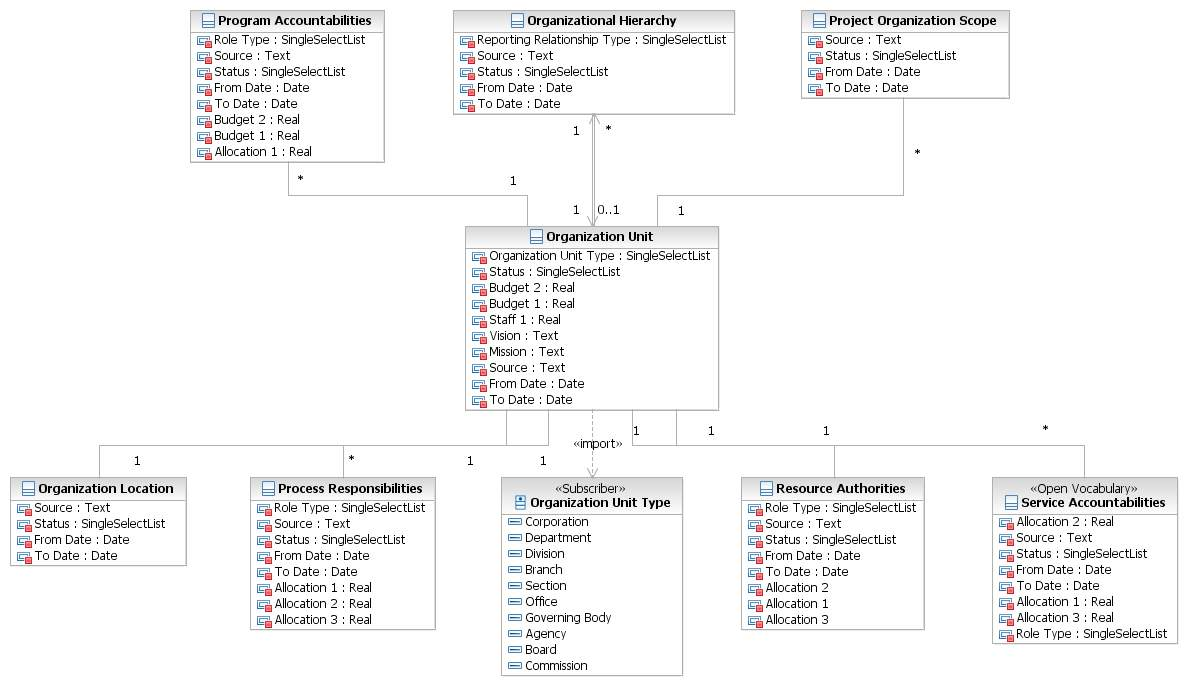 Program Accountabilities
Role Type : SingleSelectList
Source : Text
Status : SingleSelectList
From Date : Date
To Date : Date
Budget 2 : Real
Budget 1 : Real
Allocation 1 : Real
Organizational Hierarchy
Reporting Relationship Type : SingleSelectList
Source : Text
Status : SingleSelectList
From Date : Date
To Date : Date
Project Organization Scope
Source : Text
Status : SingleSelectList
From Date : Date
To Date : Date
1
*
*
*
1
1
0..1
1
Organization Unit
Organization Unit Type : SingleSelectList
Status : SingleSelectList
Budget 2 : Real
Budget 1 : Real
Staff 1 : Real
Vision : Text
Mission : Text
Source : Text
From Date : Date
To Date : Date
1
1
1
*
«import»
1
*
1
1
Organization Location
Source : Text
Status : SingleSelectList
From Date : Date
To Date : Date
Process Responsibilities
Role Type : SingleSelectList
Source : Text
Status : SingleSelectList
From Date : Date
To Date : Date
Allocation 1 : Real
Allocation 2 : Real
Allocation 3 : Real
«Subscriber»
Organization Unit Type
Corporation
Department
Division
Branch
Section
Office
Governing Body
Agency
Board
Commission
Resource Authorities
Role Type : SingleSelectList
Source : Text
Status : SingleSelectList
From Date : Date
To Date : Date
Allocation 2
Allocation 1
Allocation 3
«Open Vocabulary»
Service Accountabilities
Allocation 2 : Real
Source : Text
Status : SingleSelectList
From Date : Date
To Date : Date
Allocation 1 : Real
Allocation 3 : Real
Role Type : SingleSelectList